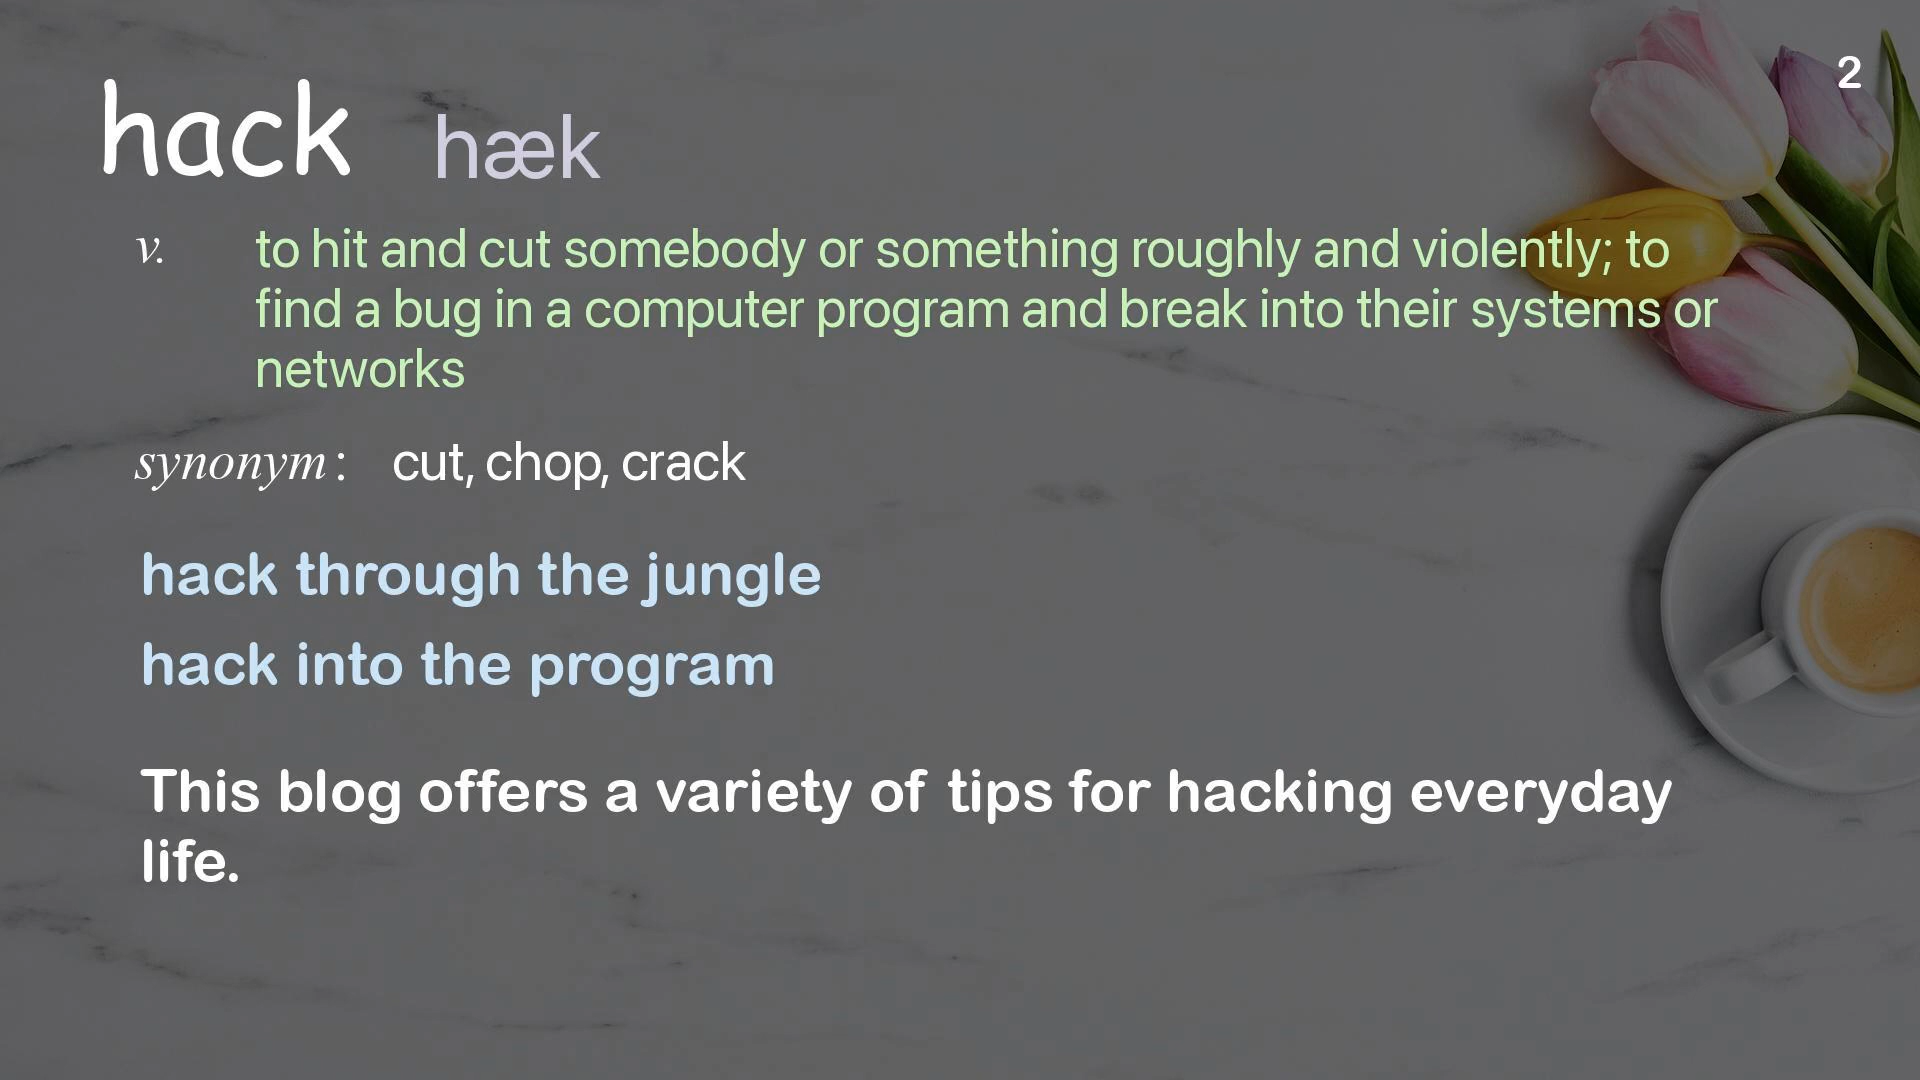 2
hack hæk
v. to hit and cut somebody or something roughly and violently; to
find a bug in a computer program and break into their systems or
networks
synonym: cut, chop, crack
hack through the jungle
hack into the program
This blog offers a variety of tips for hacking everyday
life.